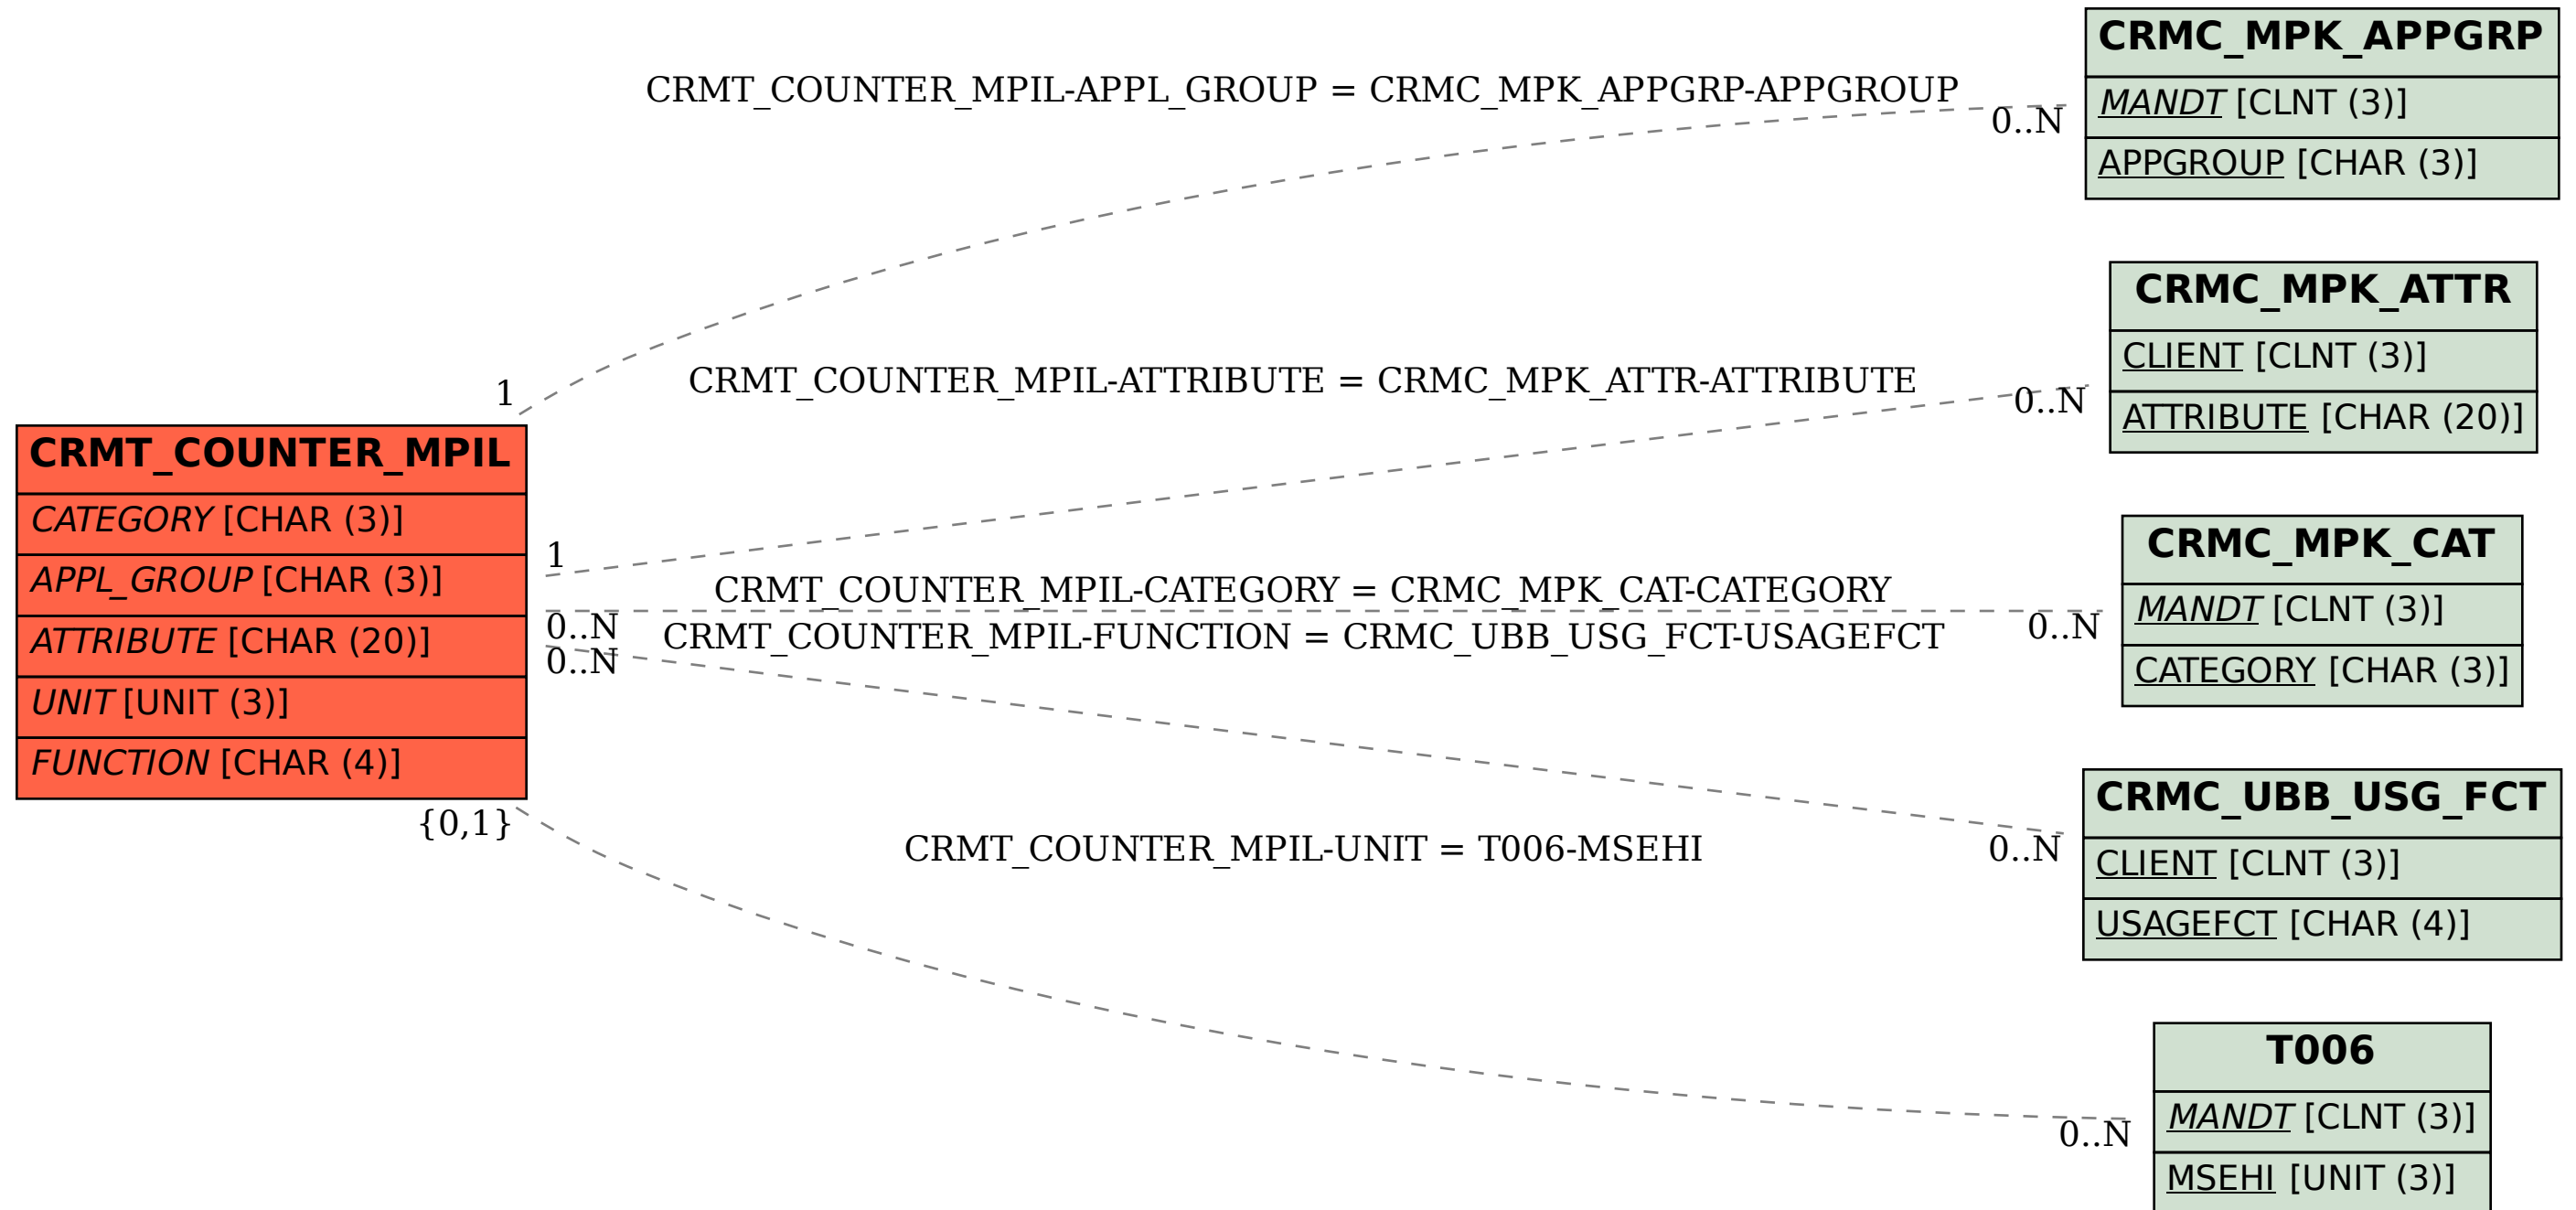 CRMC_MPK_APPGRP
MANDT [CLNT (3)]
APPGROUP [CHAR (3)]
CRMT_COUNTER_MPIL-APPL_GROUP = CRMC_MPK_APPGRP-APPGROUP
0..N
1
CRMC_MPK_ATTR
CLIENT [CLNT (3)]
ATTRIBUTE [CHAR (20)]
CRMT_COUNTER_MPIL-ATTRIBUTE = CRMC_MPK_ATTR-ATTRIBUTE
0..N
1
CRMT_COUNTER_MPIL
CATEGORY [CHAR (3)]
APPL_GROUP [CHAR (3)]
ATTRIBUTE [CHAR (20)]
UNIT [UNIT (3)]
FUNCTION [CHAR (4)]
CRMC_MPK_CAT
MANDT [CLNT (3)]
CATEGORY [CHAR (3)]
CRMT_COUNTER_MPIL-CATEGORY = CRMC_MPK_CAT-CATEGORY
0..N
0..N
CRMT_COUNTER_MPIL-FUNCTION = CRMC_UBB_USG_FCT-USAGEFCT
0..N
0..N
CRMC_UBB_USG_FCT
CLIENT [CLNT (3)]
USAGEFCT [CHAR (4)]
{0,1}
CRMT_COUNTER_MPIL-UNIT = T006-MSEHI
0..N
T006
MANDT [CLNT (3)]
MSEHI [UNIT (3)]